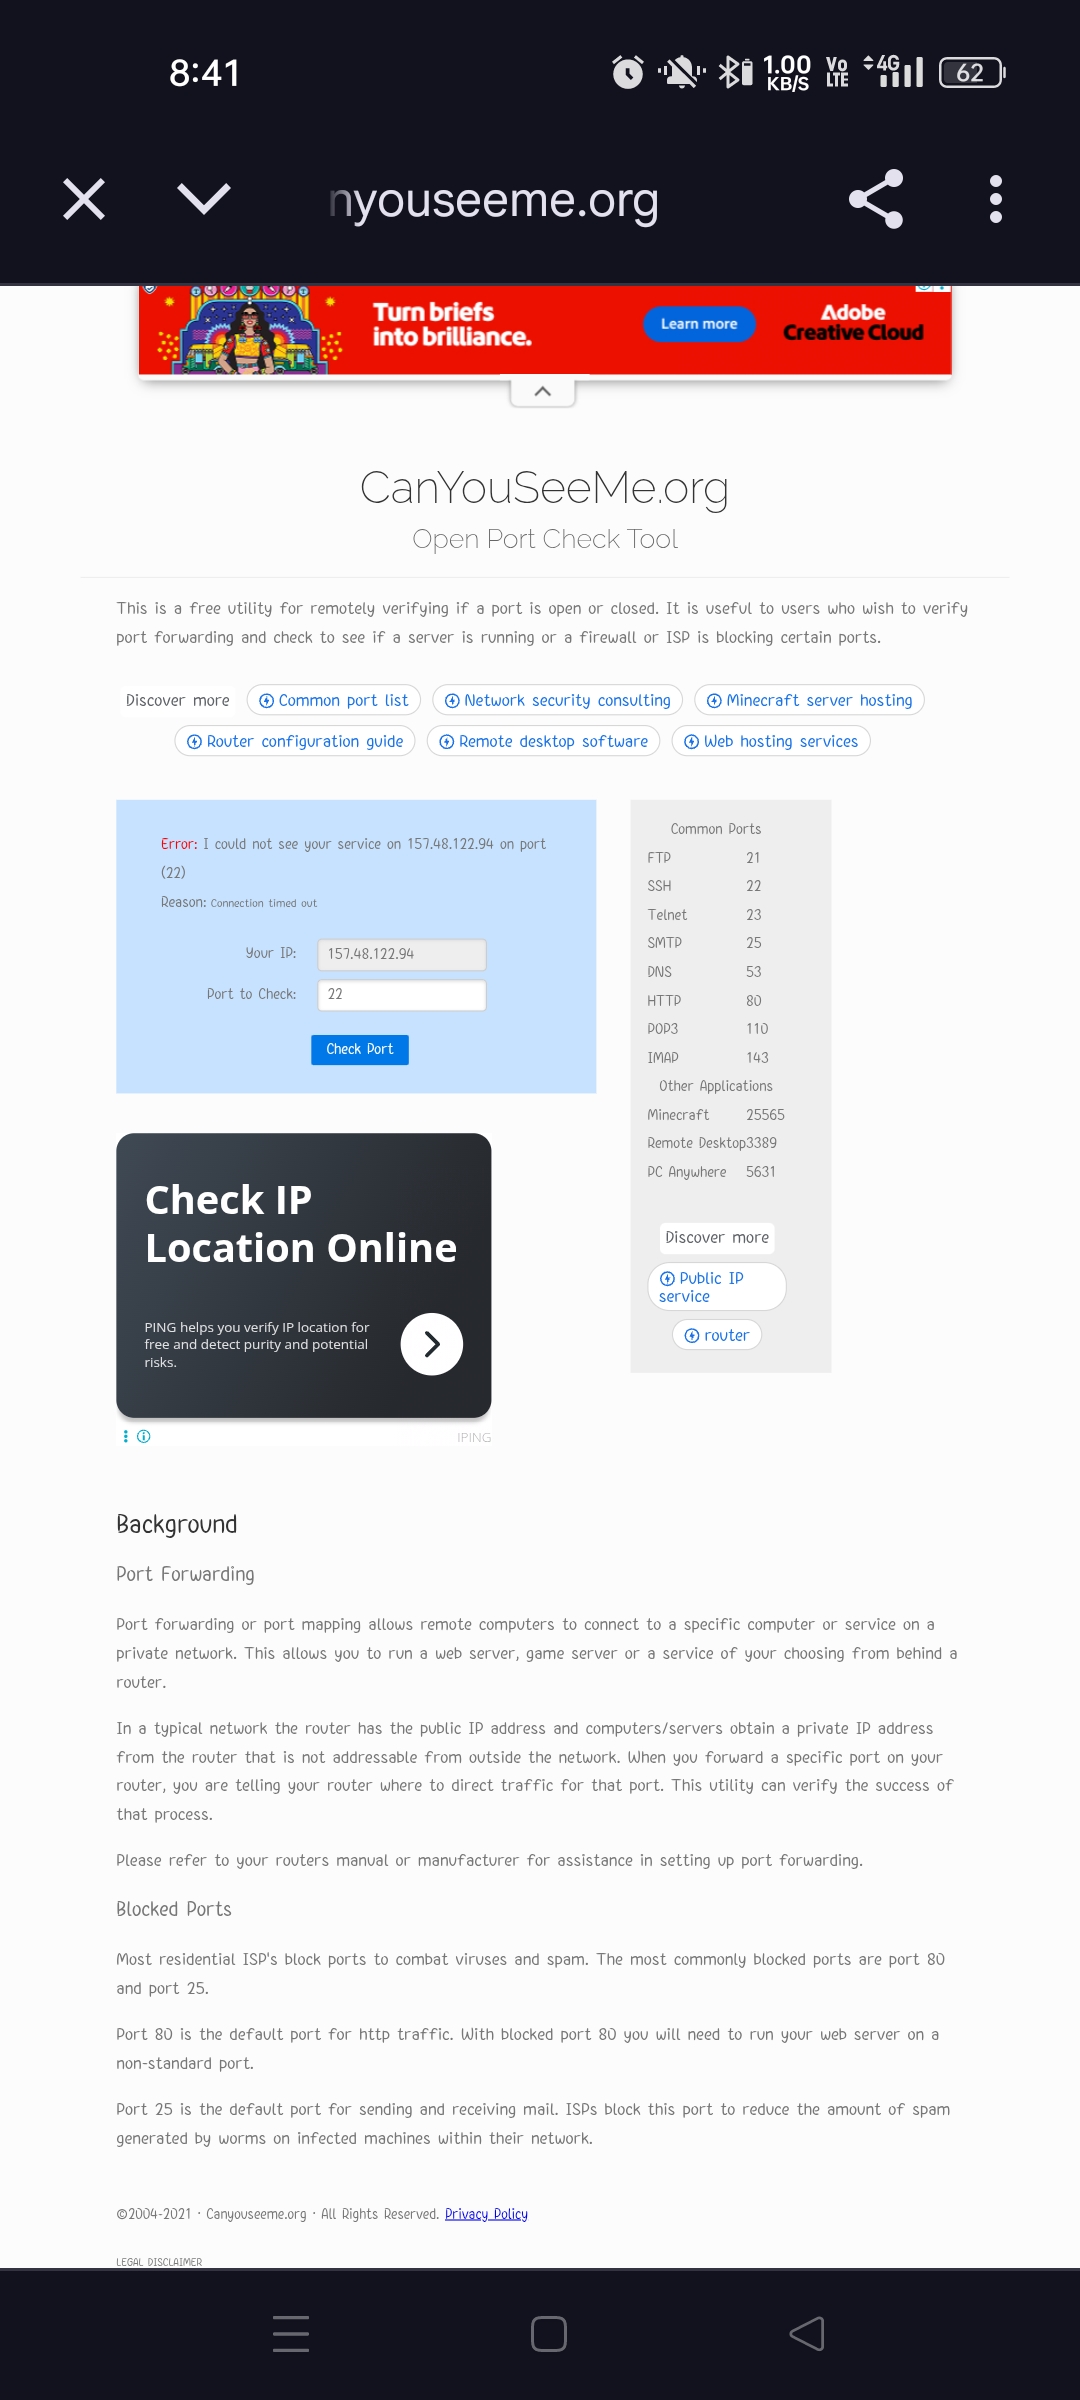 8:41
1.00
KB/S
Vo
LTE
4G
62
nyouseeme.org
Turn briefs
into brilliance.
Learn more
Adobe
Creative Cloud
CanYouSeeMe.org
Open Port Check Tool
This is a free utility for remotely verifying if a port is open or closed. It is useful to users who wish to verify
port forwarding and check to see if a server is running or a firewall or ISP is blocking certain ports.
Discover more
Common port list
Network security consulting
Minecraft server hosting
Router configuration guide
Remote desktop software
Web hosting services
Error: I could not see your service on 157.48.122.94 on port
(22)
Reason: Connection timed out
Your IP: 157.48.122.94
Port to Check: 22
Check Port
Common Ports
FTP 21
SSH 22
Telnet 23
SMTP 25
DNS 53
HTTP 80
POP3 110
IMAP 143
Other Applications
Minecraft 25565
Remote Desktop3389
PC Anywhere 5631
Discover more
Public IP
service
router
Check IP
Location Online
PING helps you verify IP location for
free and detect purity and potential
risks.
IPING
Background
Port Forwarding
Port forwarding or port mapping allows remote computers to connect to a specific computer or service on a
private network. This allows you to run a web server, game server or a service of your choosing from behind a
router.
In a typical network the router has the public IP address and computers/servers obtain a private IP address
from the router that is not addressable from outside the network. When you forward a specific port on your
router, you are telling your router where to direct traffic for that port. This utility can verify the success of
that process.
Please refer to your routers manual or manufacturer for assistance in setting up port forwarding.
Blocked Ports
Most residential ISP's block ports to combat viruses and spam. The most commonly blocked ports are port 80
and port 25.
Port 80 is the default port for http traffic. With blocked port 80 you will need to run your web server on a
non-standard port.
Port 25 is the default port for sending and receiving mail. ISPs block this port to reduce the amount of spam
generated by worms on infected machines within their network.
©2004-2021 · Canyouseeme.org · All Rights Reserved. Privacy Policy
LEGAL DISCLAIMER